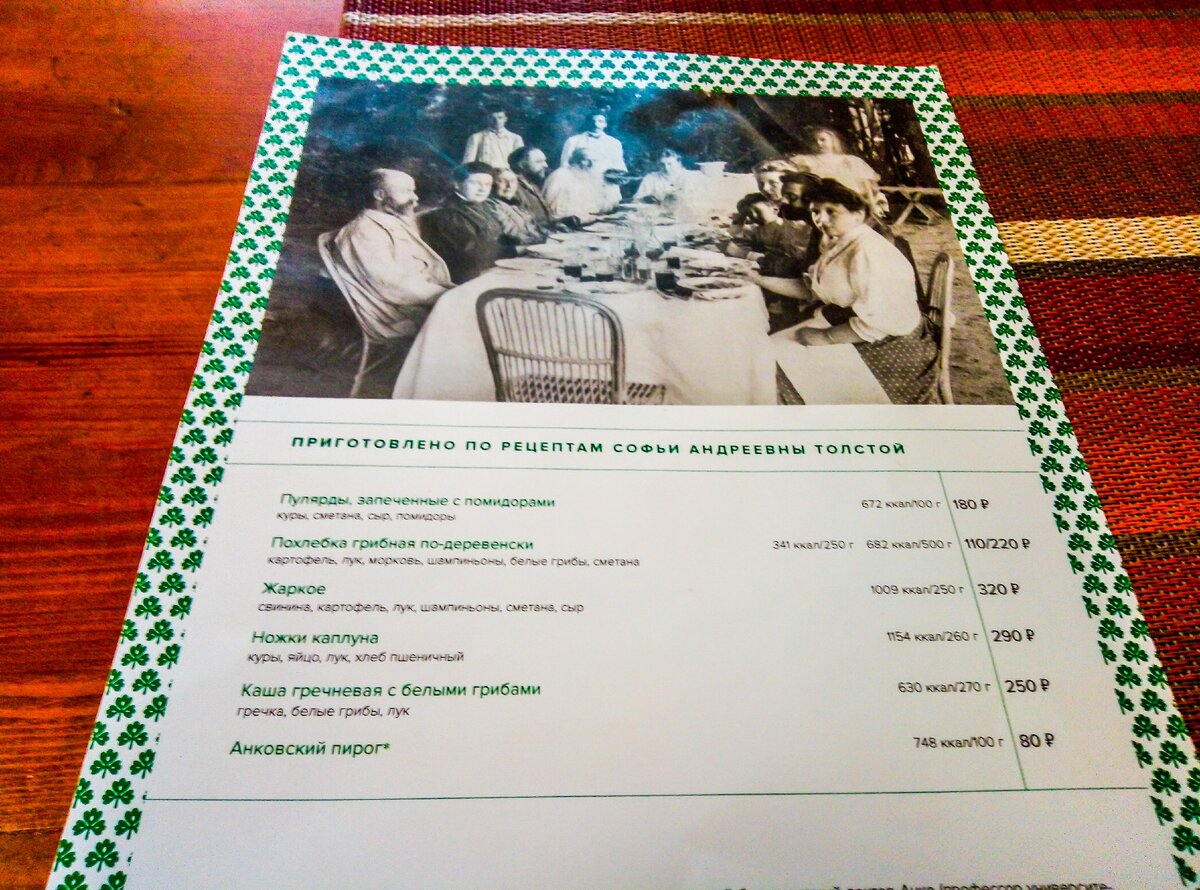 ПРИГОТОВЛЕНО ПО РЕЦЕПТАМ СОФЬИ АНДРЕЕВНЫ ТОЛСТОЙ
Пулярды, запеченные с помидорами 672 ккал/100 г 180 ₽
куры, сметана, сыр, помидоры
Похлебка грибная по-деревенски 341 ккал/250 г 682 ккал/500 г 110/220 ₽
картофель, лук, морковь, шампиньоны, белые грибы, сметана
Жаркое 1009 ккал/250 г 320 ₽
свинина, картофель, лук, шампиньоны, сметана, сыр
Ножки каплуна 1154 ккал/260 г 290 ₽
куры, яйцо, лук, хлеб пшеничный
Каша гречневая с белыми грибами 630 ккал/270 г 250 ₽
гречка, белые грибы, лук
Анковский пирог* 748 ккал/100 г 80 ₽